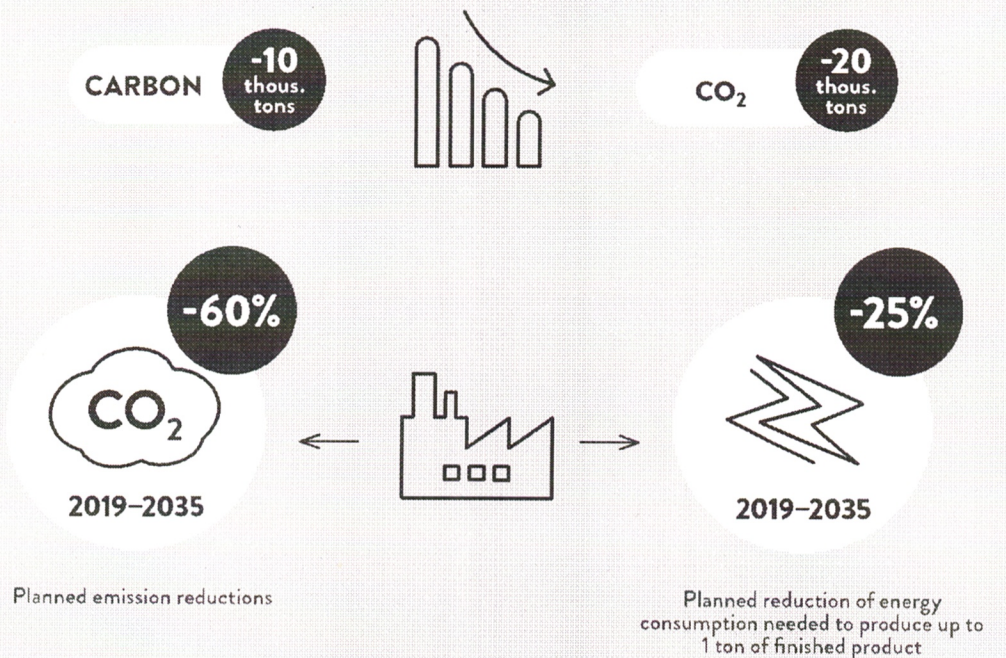 CARBON
-10
thous.
tons
CO₂
-20
thous.
tons
-60%
CO₂
2019–2035
-25%
2019–2035
Planned emission reductions
Planned reduction of energy
consumption needed to produce up to
1 ton of finished product